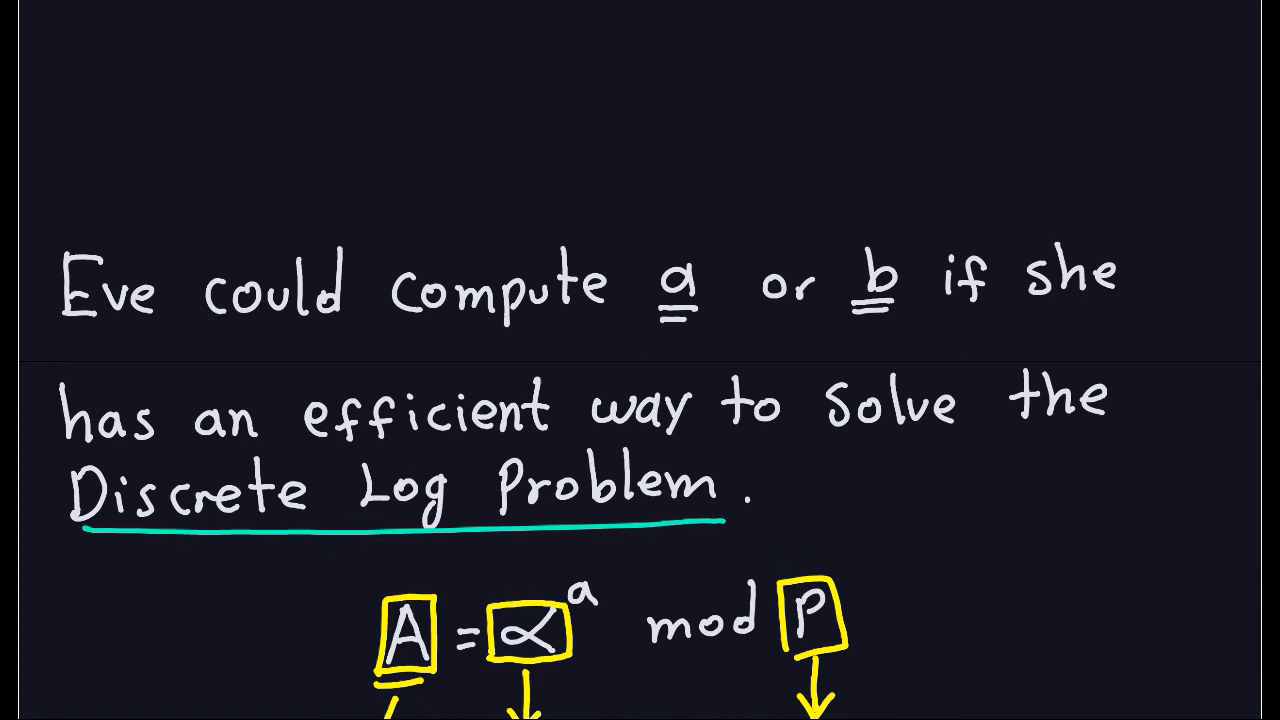 Eve could compute a or b if she
has an efficient way to solve the
Discrete Log Problem.
A = α^a mod P